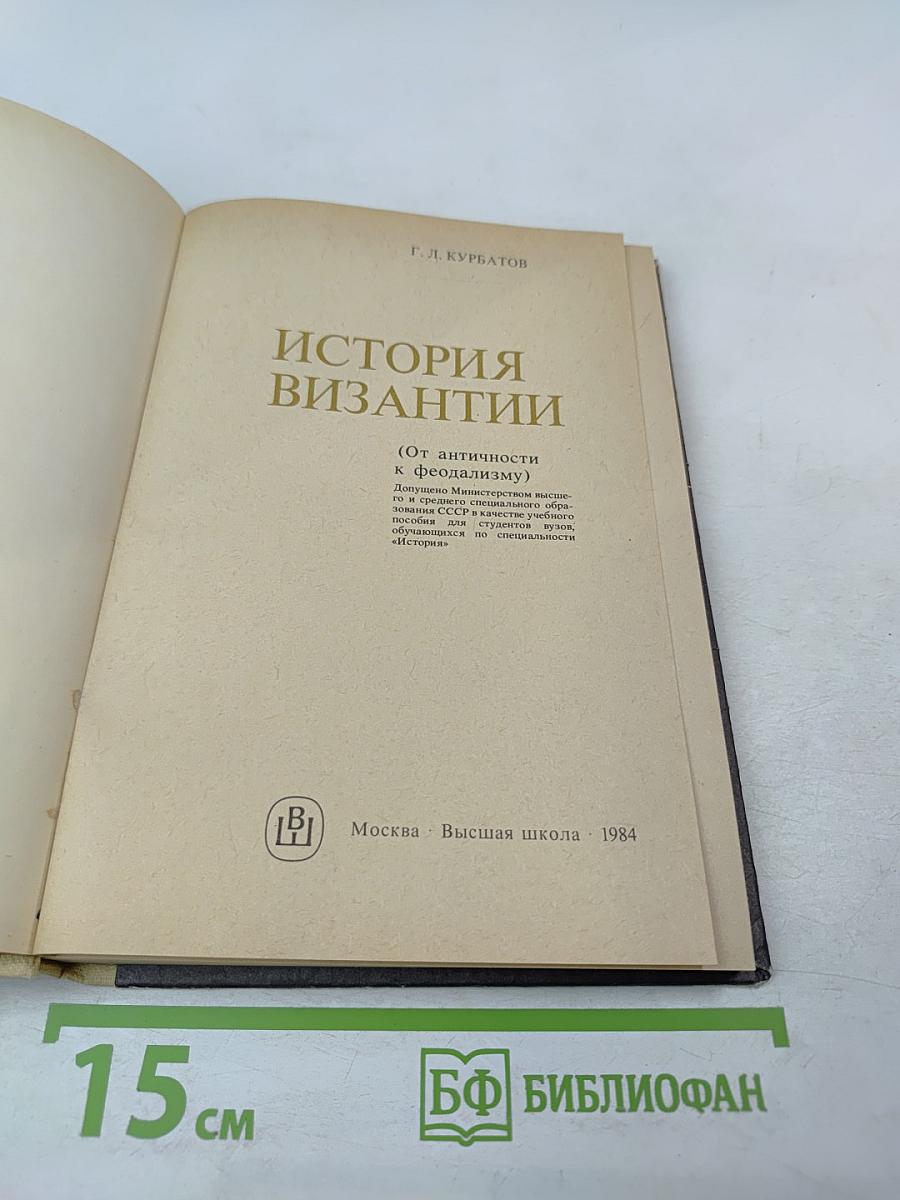 Г. Л. КУРБАТОВ
ИСТОРИЯ
ВИЗАНТИИ
(От античности
к феодализму)
Допущено Министерством высше-
го и среднего специального обра-
зования СССР в качестве учебного
пособия для студентов вузов,
обучающихся по специальности
«История»
ВШ Москва · Высшая школа · 1984
15 см
БФ БИБЛИОФАН